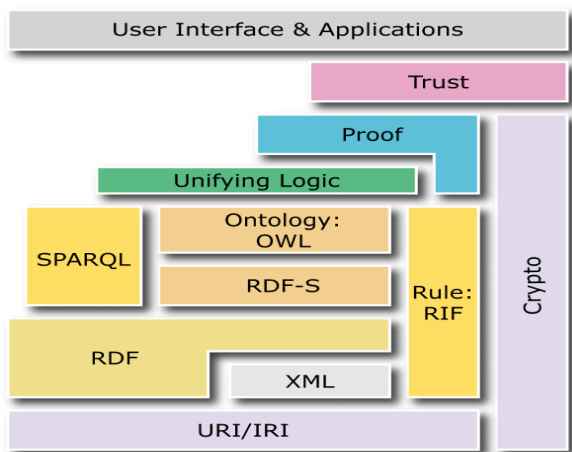 User Interface & Applications
Trust
Proof
Unifying Logic
Ontology:
OWL
SPARQL
RDF-S
Rule:
RIF
Crypto
RDF
XML
URI/IRI